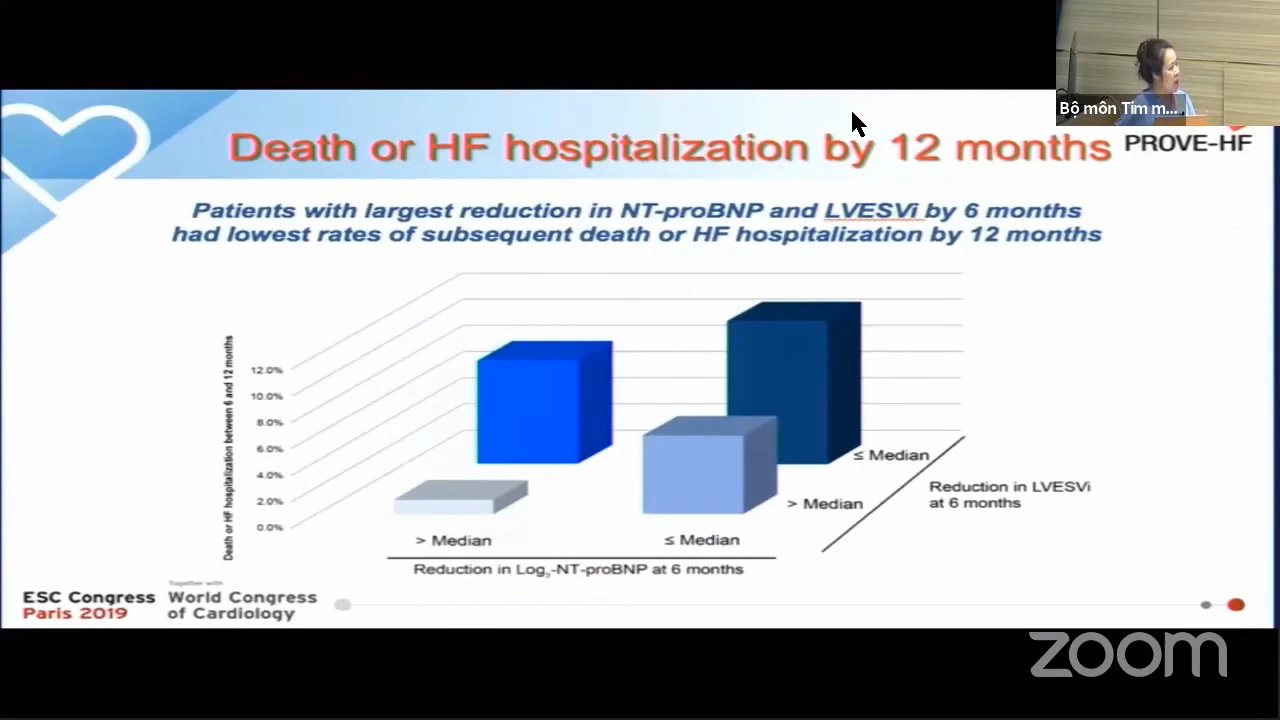 Bộ môn Tim m...
Death or HF hospitalization by 12 months
PROVE-HF
Patients with largest reduction in NT-proBNP and LVESVi by 6 months
had lowest rates of subsequent death or HF hospitalization by 12 months
Death or HF hospitalization between 6 and 12 months
12.0%
10.0%
8.0%
6.0%
4.0%
2.0%
0.0%
≤ Median
> Median
Reduction in LVESVi
at 6 months
> Median
≤ Median
Reduction in Log₂-NT-proBNP at 6 months
ESC Congress
Paris 2019
Together with
World Congress
of Cardiology
zoom